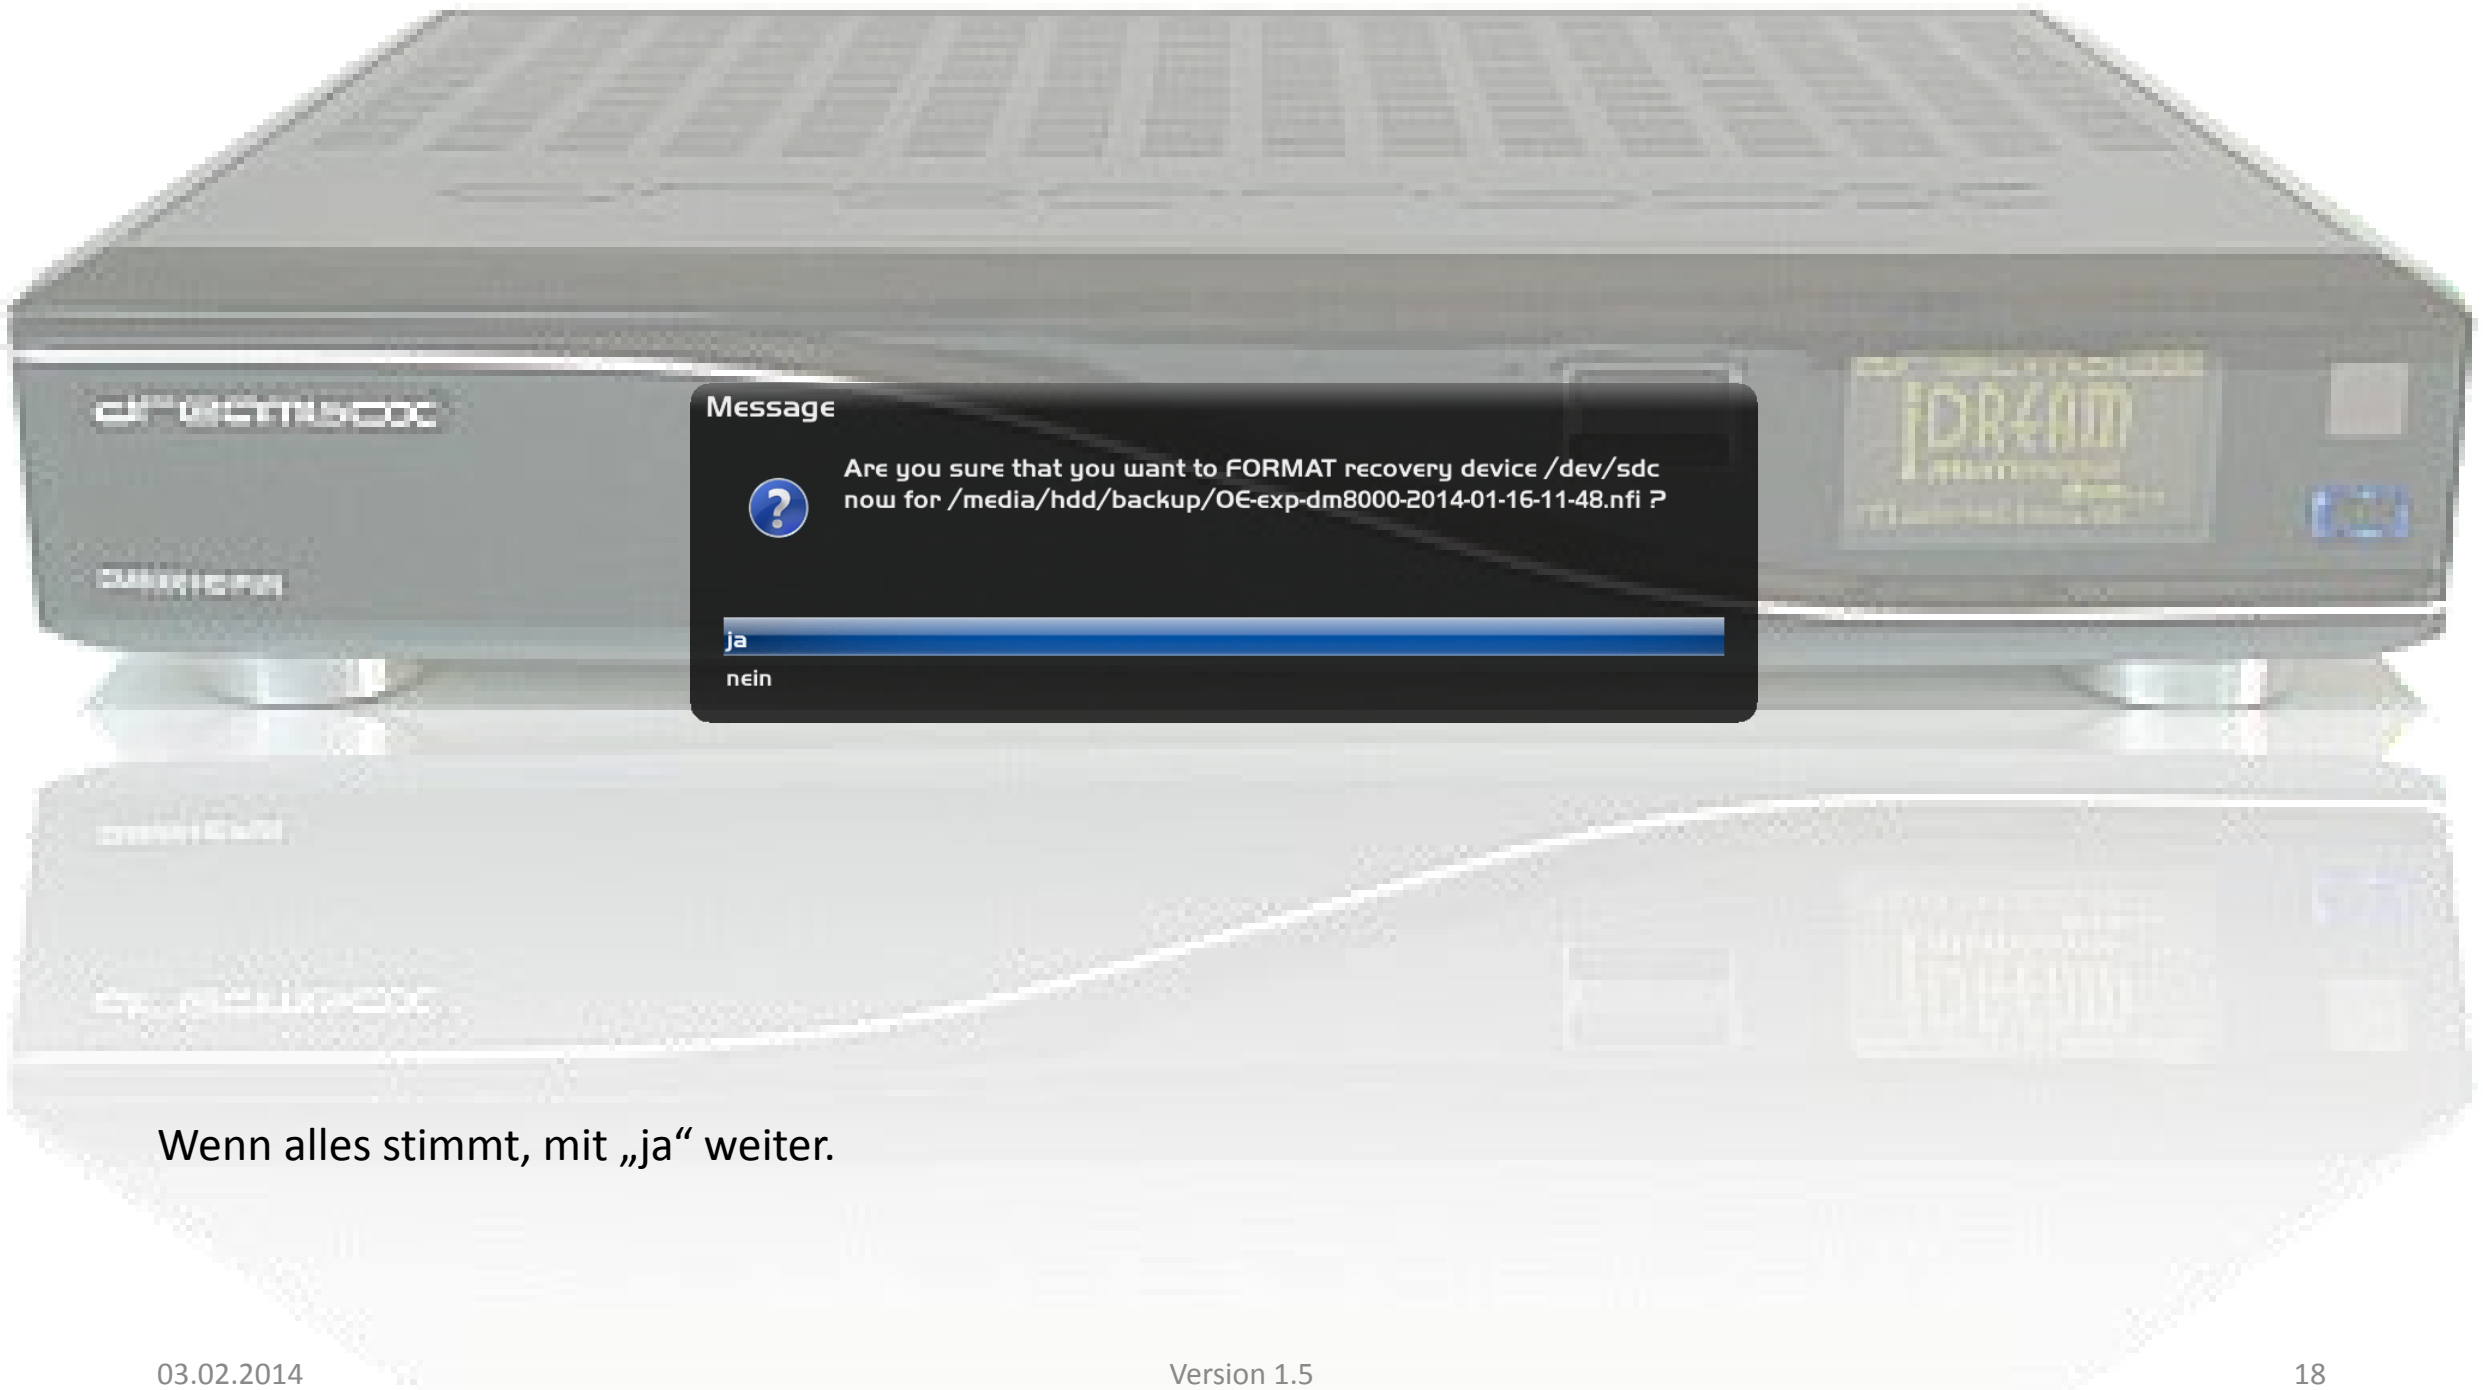 dreambox
DREAM
Message
Are you sure that you want to FORMAT recovery device /dev/sdc
now for /media/hdd/backup/OE-exp-dm8000-2014-01-16-11-48.nfi ?
ja
nein
Wenn alles stimmt, mit „ja“ weiter.
03.02.2014
Version 1.5
18